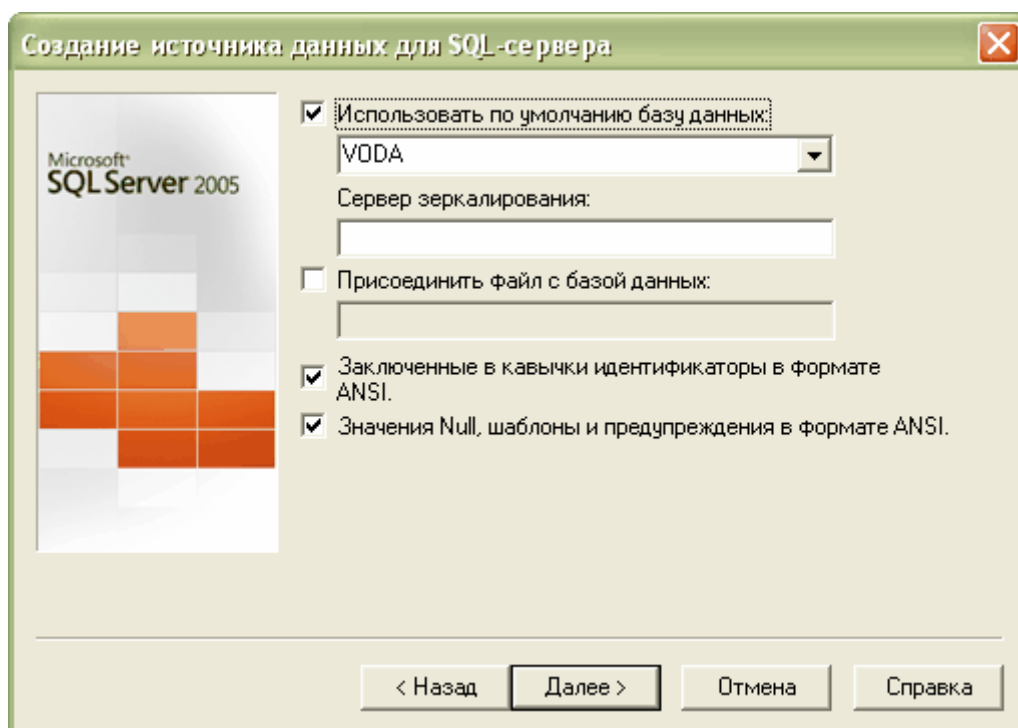 Создание источника данных для SQL-сервера
Microsoft
SQL Server 2005
Использовать по умолчанию базу данных:
VODA
Сервер зеркалирования:
Присоединить файл с базой данных:
Заключенные в кавычки идентификаторы в формате
ANSI.
Значения Null, шаблоны и предупреждения в формате ANSI.
< Назад
Далее >
Отмена
Справка